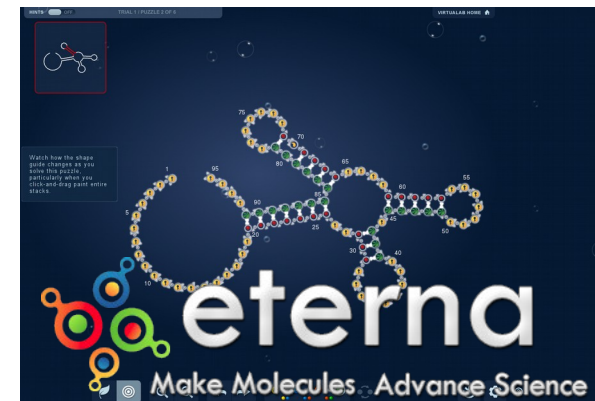 HINTS OFF
TRIAL 1 | PUZZLE 2 OF 5
VIRTUALAB HOME
Watch how the shape
guide changes as you
solve this puzzle,
particularly when you
click-and-drag paint entire
stacks.
75
70
80
65
1
95
85
60
55
5
90
20
25
45
50
30
40
10
eterna
Make Molecules Advance Science